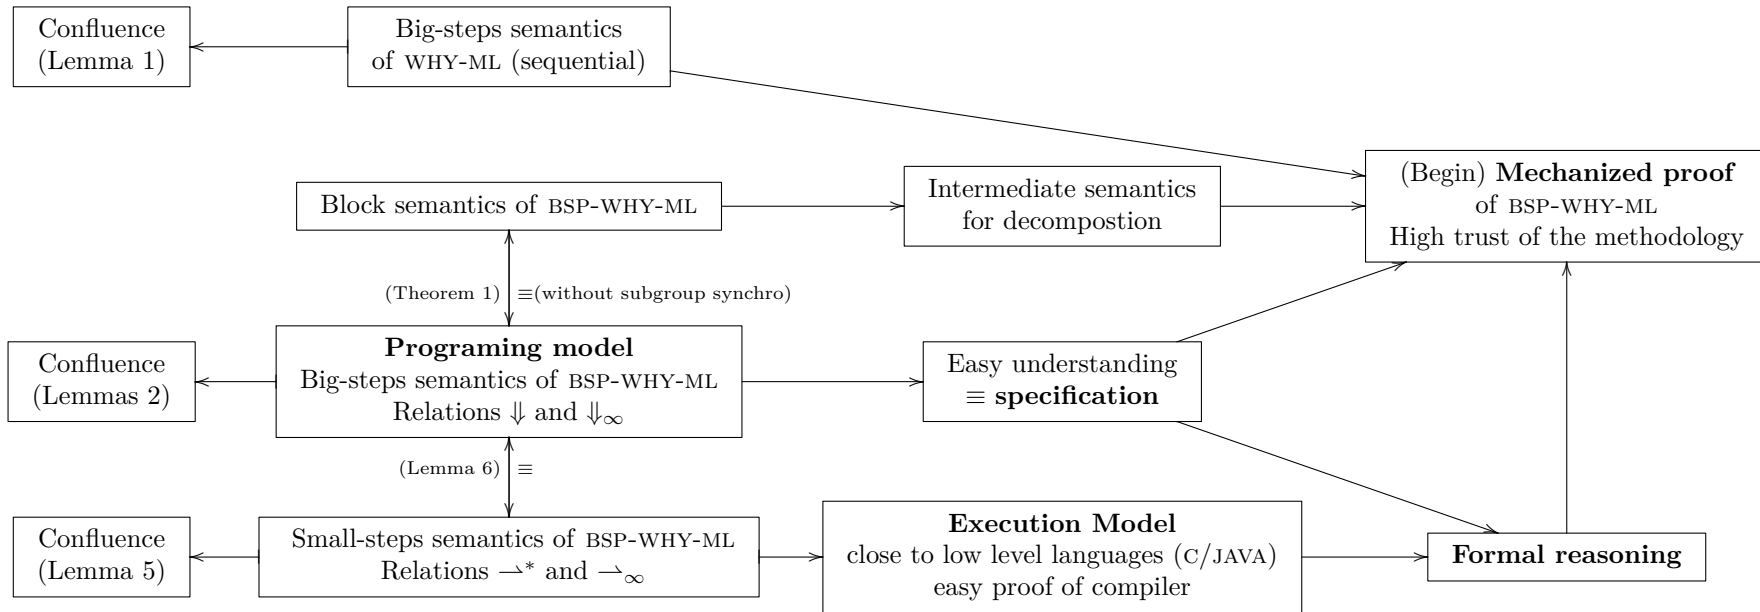 Confluence
(Lemma 1)
Big-steps semantics
of WHY-ML (sequential)
Block semantics of BSP-WHY-ML
Intermediate semantics
for decompostion
(Begin) Mechanized proof
of BSP-WHY-ML
High trust of the methodology
(Theorem 1) ≡(without subgroup synchro)
Confluence
(Lemmas 2)
Programing model
Big-steps semantics of BSP-WHY-ML
Relations ⇓ and ⇓∞
Easy understanding
≡ specification
(Lemma 6) ≡
Confluence
(Lemma 5)
Small-steps semantics of BSP-WHY-ML
Relations ⇀* and ⇀∞
Execution Model
close to low level languages (C/JAVA)
easy proof of compiler
Formal reasoning